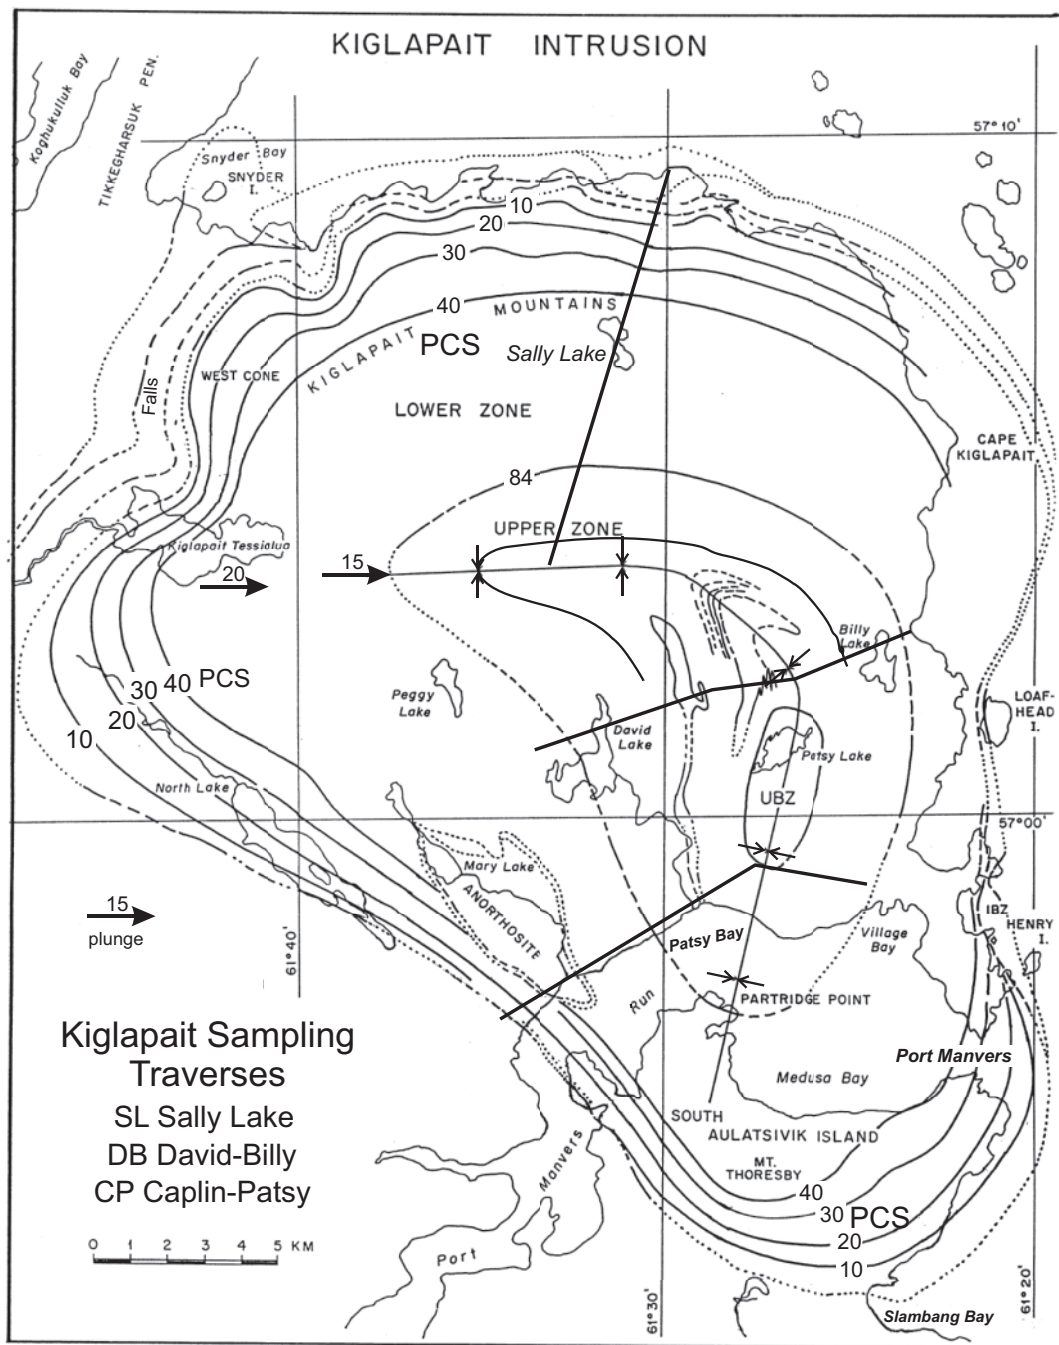 KIGLAPAIT INTRUSION
Koghukulluk Bay
TIKKEGHARSUK PEN.
57° 10'
Snyder Bay
SNYDER
I.
10
20
30
40
MOUNTAINS
KIGLAPAIT
PCS
Sally Lake
WEST CONE
Falls
LOWER ZONE
CAPE
KIGLAPAIT
84
UPPER ZONE
Kiglapait Tessialua
20
15
Billy
Lake
30
40
PCS
20
10
Peggy
Lake
LOAF-
HEAD
I.
David
Lake
Patsy Lake
North Lake
UBZ
57° 00'
Mary Lake
ANORTHOSITE
15
plunge
61° 40'
IBZ
HENRY
I.
Village
Bay
Patsy Bay
Run
PARTRIDGE POINT
Kiglapait Sampling
Traverses
SL Sally Lake
DB David-Billy
CP Caplin-Patsy
Port Manvers
Medusa Bay
SOUTH
AULATSIVIK ISLAND
MT.
THORESBY
Manvers
Port
40
30
PCS
20
10
0 1 2 3 4 5 KM
61° 30'
61° 20'
Slambang Bay